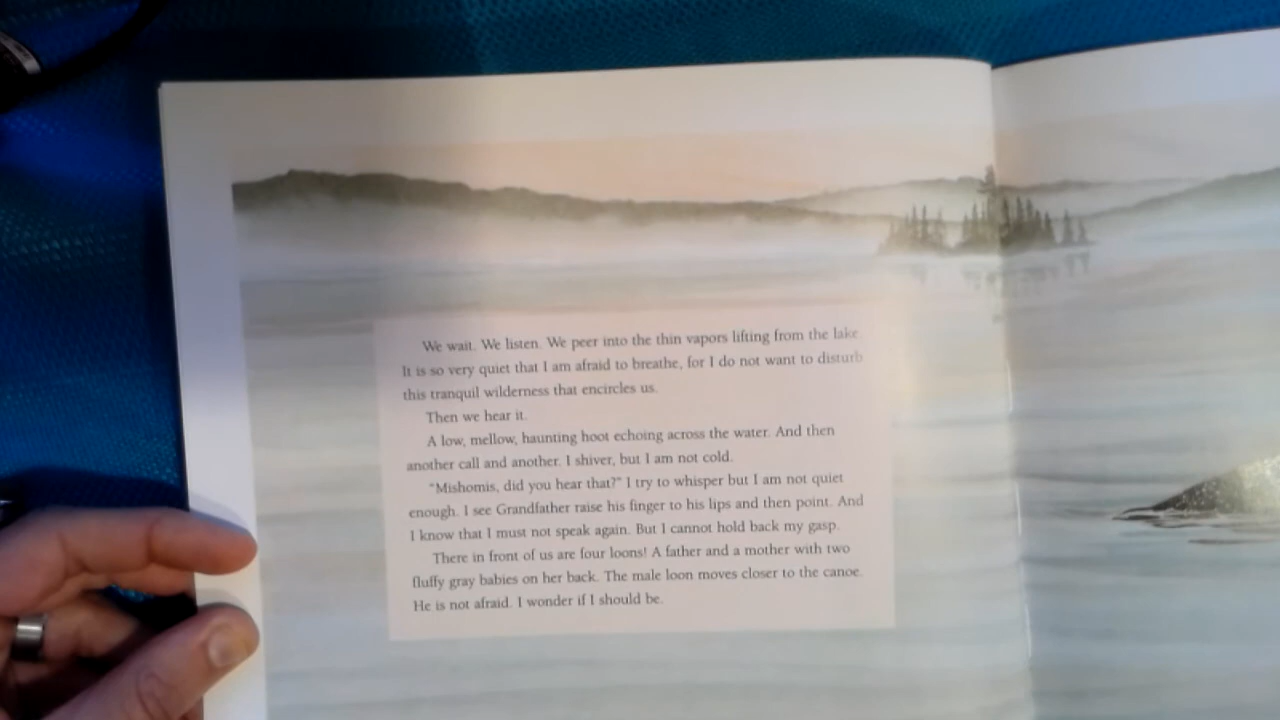 We wait. We listen. We peer into the thin vapors lifting from the lake.
It is so very quiet that I am afraid to breathe, for I do not want to disturb
this tranquil wilderness that encircles us.
Then we hear it.
A low, mellow, haunting hoot echoing across the water. And then
another call and another. I shiver, but I am not cold.
"Mishomis, did you hear that?" I try to whisper but I am not quiet
enough. I see Grandfather raise his finger to his lips and then point. And
I know that I must not speak again. But I cannot hold back my gasp.
There in front of us are four loons! A father and a mother with two
fluffy gray babies on her back. The male loon moves closer to the canoe.
He is not afraid. I wonder if I should be.